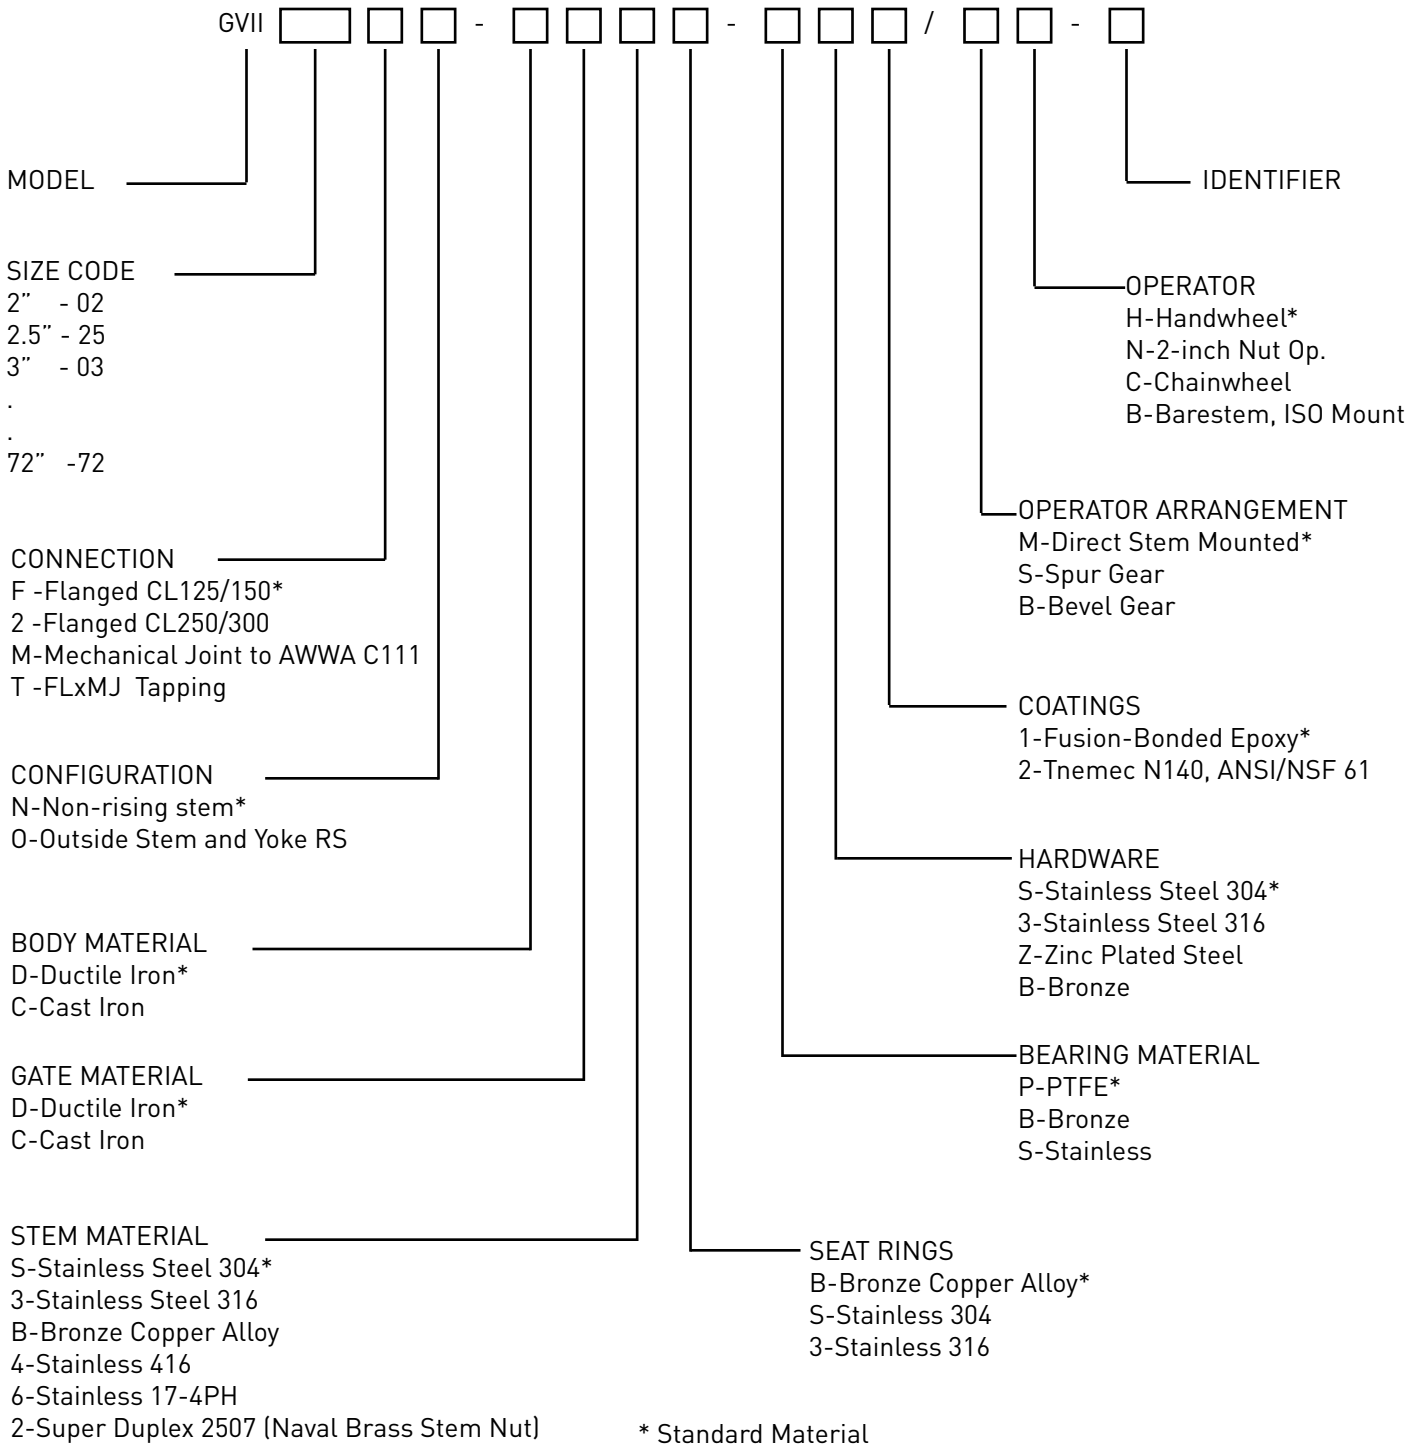 GVII - - / -
MODEL
IDENTIFIER
SIZE CODE
2” - 02
2.5” - 25
3” - 03
.
.
72” -72
OPERATOR
H-Handwheel*
N-2-inch Nut Op.
C-Chainwheel
B-Barestem, ISO Mount
OPERATOR ARRANGEMENT
M-Direct Stem Mounted*
S-Spur Gear
B-Bevel Gear
CONNECTION
F -Flanged CL125/150*
2 -Flanged CL250/300
M-Mechanical Joint to AWWA C111
T -FLxMJ Tapping
COATINGS
1-Fusion-Bonded Epoxy*
2-Tnemec N140, ANSI/NSF 61
CONFIGURATION
N-Non-rising stem*
O-Outside Stem and Yoke RS
HARDWARE
S-Stainless Steel 304*
3-Stainless Steel 316
Z-Zinc Plated Steel
B-Bronze
BODY MATERIAL
D-Ductile Iron*
C-Cast Iron
BEARING MATERIAL
P-PTFE*
B-Bronze
S-Stainless
GATE MATERIAL
D-Ductile Iron*
C-Cast Iron
STEM MATERIAL
S-Stainless Steel 304*
3-Stainless Steel 316
B-Bronze Copper Alloy
4-Stainless 416
6-Stainless 17-4PH
2-Super Duplex 2507 (Naval Brass Stem Nut)
SEAT RINGS
B-Bronze Copper Alloy*
S-Stainless 304
3-Stainless 316
* Standard Material